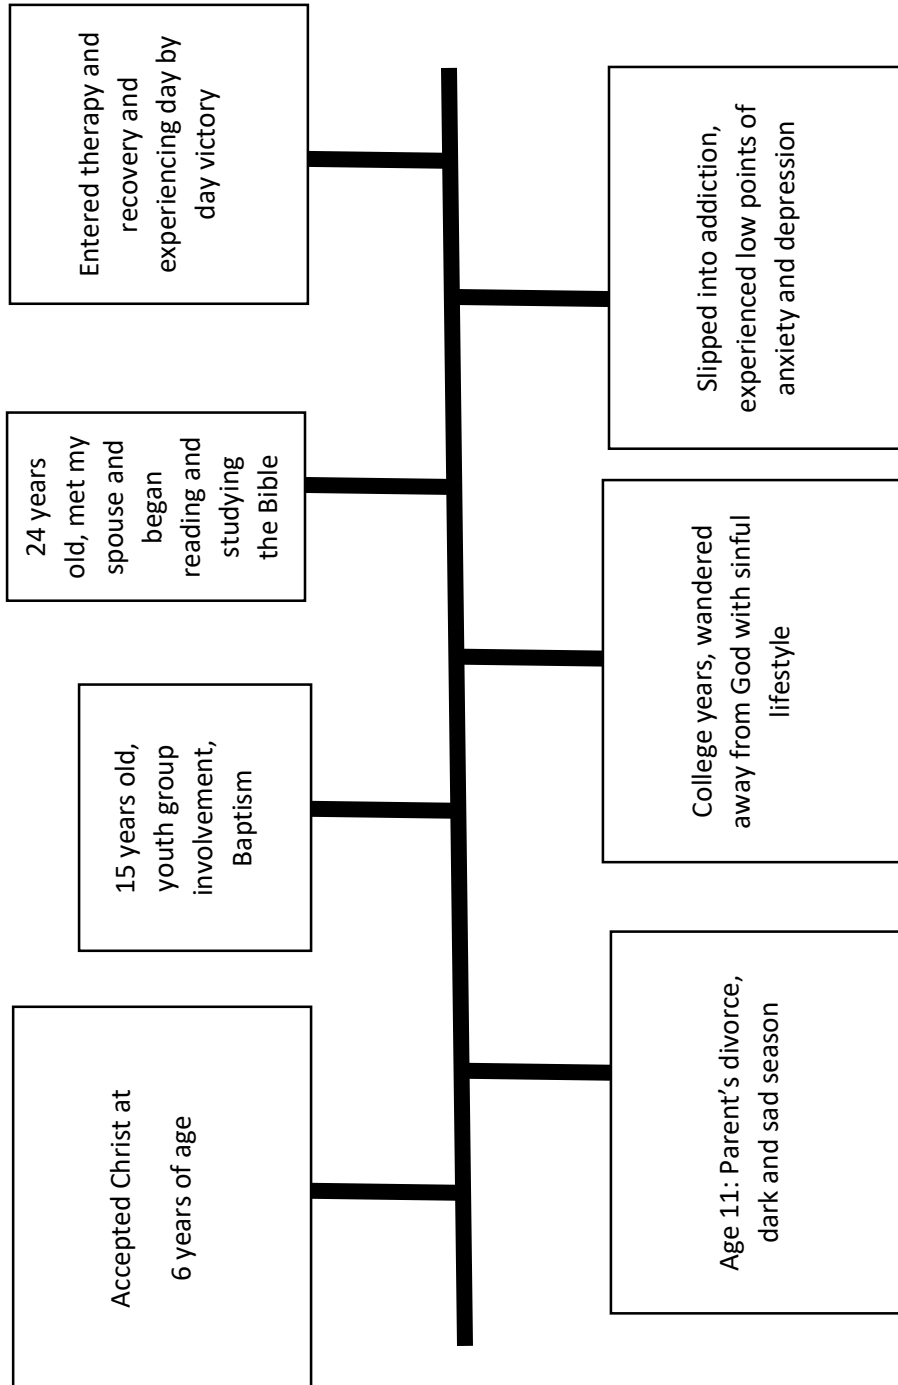 Accepted Christ at
6 years of age
15 years old,
youth group
involvement,
Baptism
24 years
old, met my
spouse and
began
reading and
studying
the Bible
Entered therapy and
recovery and
experiencing day by
day victory
Age 11: Parent’s divorce,
dark and sad season
College years, wandered
away from God with sinful
lifestyle
Slipped into addiction,
experienced low points of
anxiety and depression